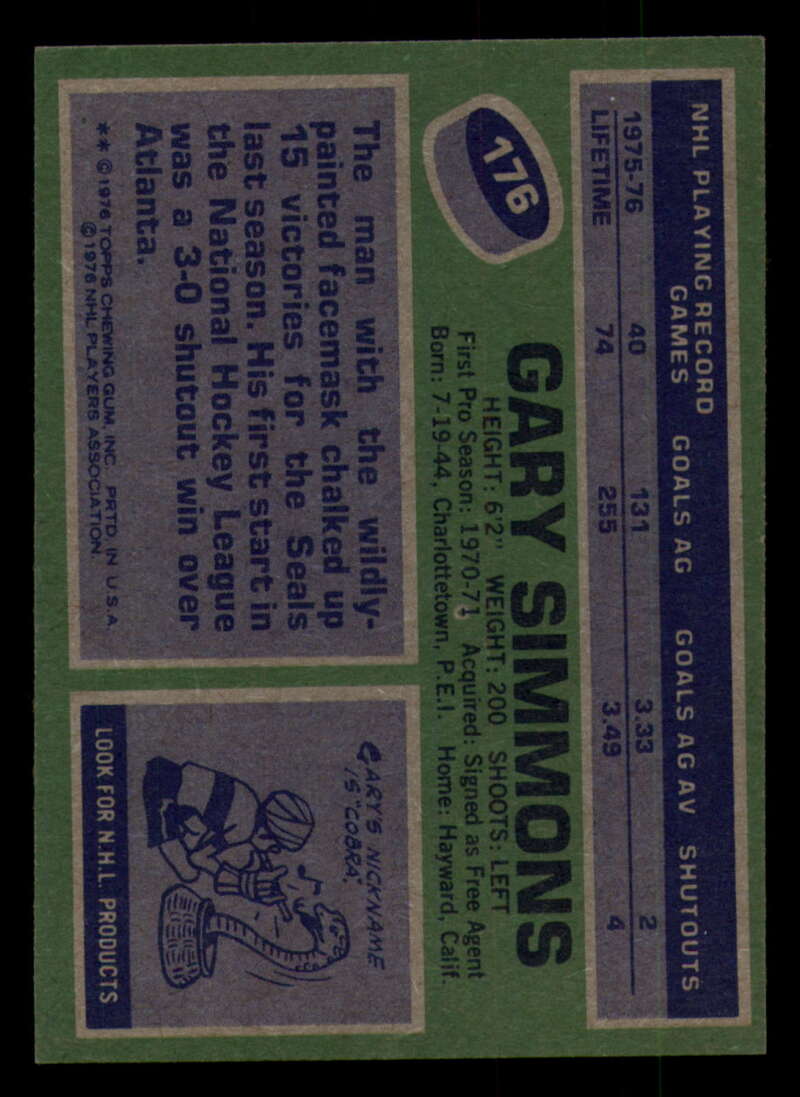 NHL PLAYING RECORD
GAMES GOALS AG GOALS AG AV SHUTOUTS
1975-76 40 131 3.33 2
LIFETIME 74 255 3.49 4
176
GARY SIMMONS
HEIGHT: 6'2" WEIGHT: 200 SHOOTS: LEFT
First Pro Season: 1970-71 Acquired: Signed as Free Agent
Born: 7-19-44, Charlottetown, P.E.I. Home: Hayward, Calif.
The man with the wildly-
painted facemask chalked up
15 victories for the Seals
last season. His first start in
the National Hockey League
was a 3-0 shutout win over
Atlanta.
** © 1976 TOPPS CHEWING GUM, INC. PRTD. IN U.S.A.
© 1976 NHL PLAYERS ASSOCIATION.
GARY'S NICKNAME
IS "COBRA".
LOOK FOR N.H.L. PRODUCTS